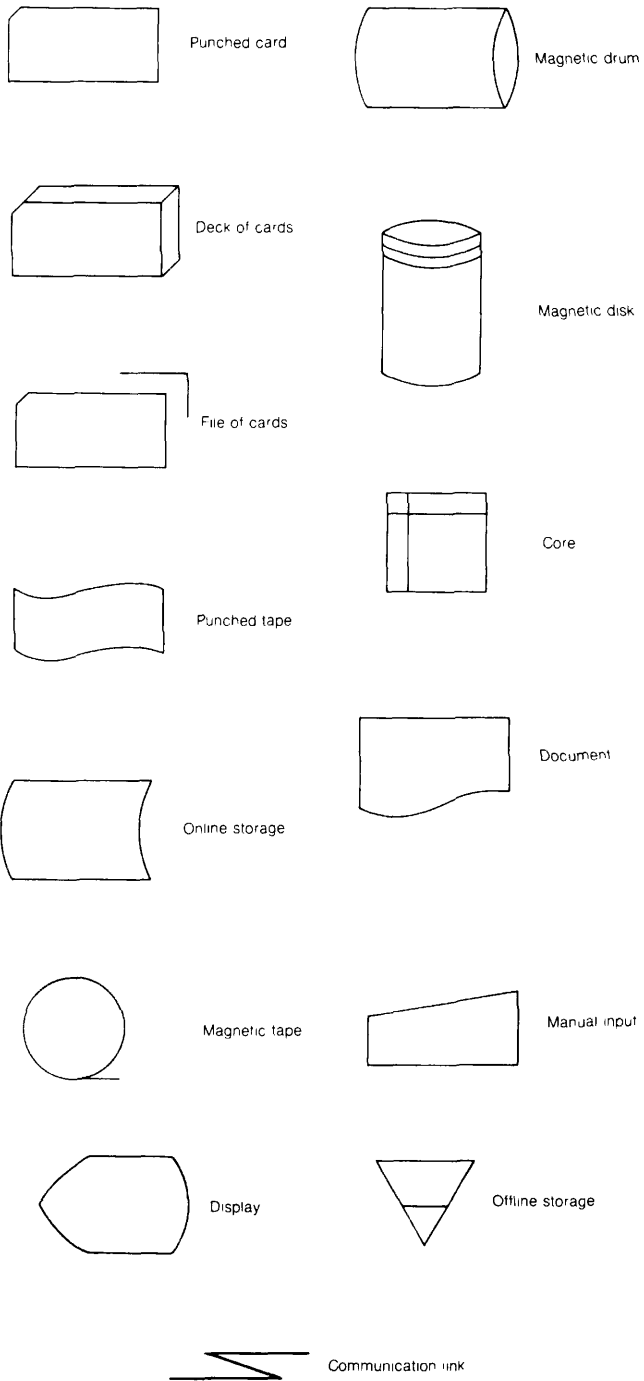 Punched card
Magnetic drum
Deck of cards
Magnetic disk
File of cards
Core
Punched tape
Document
Online storage
Magnetic tape
Manual input
Display
Offline storage
Communication link